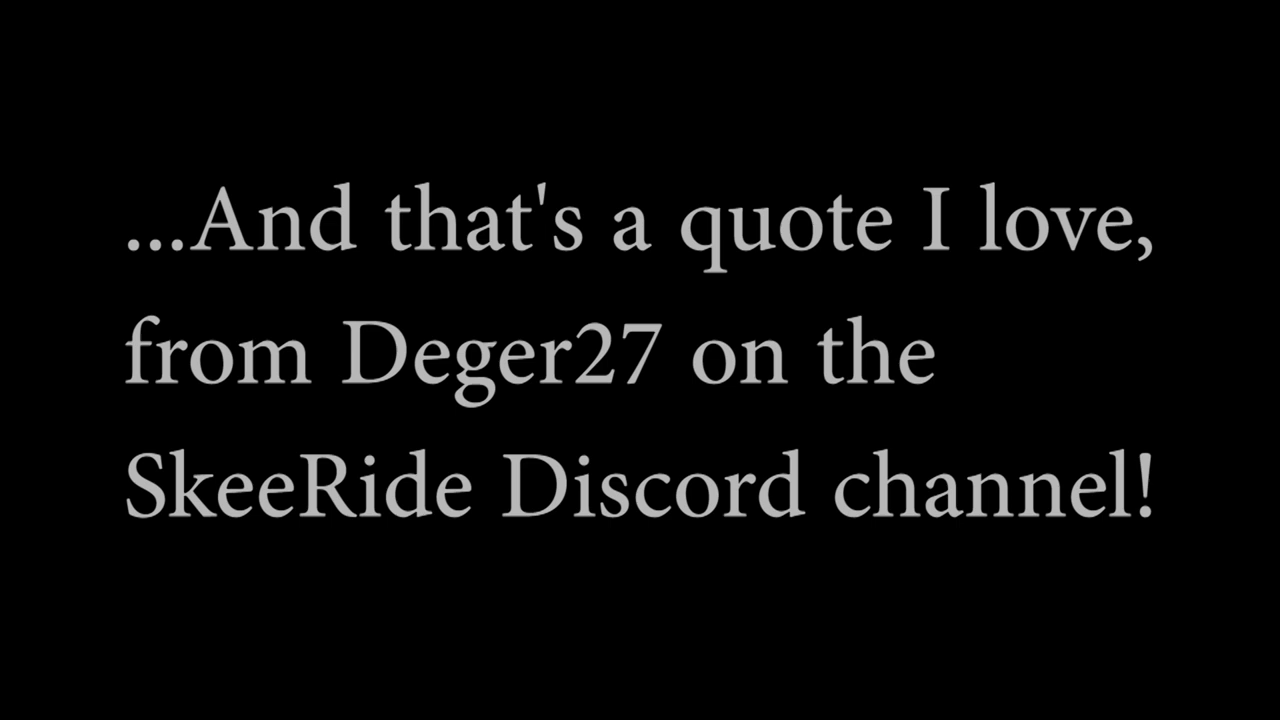 ...And that's a quote I love,
from Deger27 on the
SkeeRide Discord channel!